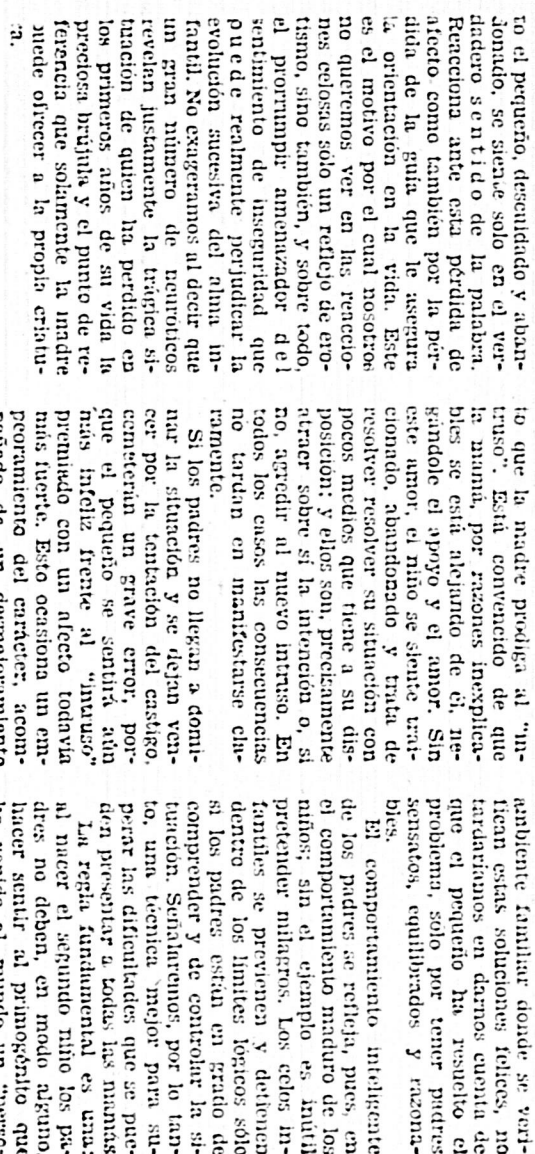 to el pequeño, descuidado y aban-
donado, se siente solo en el ver-
dadero sentido de la palabra.
Reacciona ante esta pérdida de
afecto como también por la pér-
dida de la guía que le asegura
la orientación en la vida. Este
es el motivo por el cual nosotros
no queremos ver en las reaccio-
nes celosas sólo un reflejo de ero-
tismo, sino también, y sobre todo,
el prorrumpir amenazador del
sentimiento de inseguridad que
puede realmente perjudicar la
evolución sucesiva del alma in-
fantil. No exageramos al decir que
un gran número de neuróticos
revelan justamente la trágica si-
tuación de quien ha perdido en
los primeros años de su vida la
preciosa brújula y el punto de re-
ferencia que solamente la madre
puede ofrecer a la propia criatu-
ra.
to que la madre prodiga al "in-
truso". Está convencido de que
la mamá, por razones inexplica-
bles se está alejando de él, ne-
gándole el apoyo y el amor. Sin
este amor, el niño se siente trai-
cionado, abandonado y trata de
resolver resolver su situación con
pocos medios que tiene a su dis-
posición; y ellos son, precizamente
atraer sobre sí la intención o, si
no, agredir al nuevo intruso. En
todos los casos las consecuencias
no tardan en manifestarse cla-
ramente.
Si los padres no llegan a domi-
nar la situación y se dejan ven-
cer por la tentación del castigo,
cometerán un grave error, por-
que el pequeño se sentirá aún
más infeliz frente al "intruso"
premiado con un afecto todavía
más fuerte. Esto ocasiona un em-
peoramiento del carácter, acom-
pañado de un desmejoramiento
ambiente familiar donde se veri-
fican estas soluciones felices, no
tardaríamos en darnos cuenta de
que el pequeño ha resuelto el
problema, sólo por tener padres
sensatos, equilibrados y razona-
bles.
El comportamiento inteligente
de los padres se refleja, pues, en
el comportamiento maduro de los
niños; sin el ejemplo es inútil
pretender milagros. Los celos in-
fantiles se previenen y detienen
dentro de los límites lógicos sólo
si los padres están en grado de
comprender y de controlar la si-
tuación. Señalaremos, por lo tan-
to, una técnica mejor para su-
perar las dificultades que se pue-
den presentar a todas las mamás
La regla fundamental es una:
al nacer el segundo niño los pa-
dres no deben, en modo alguno,
hacer sentir al primogénito que